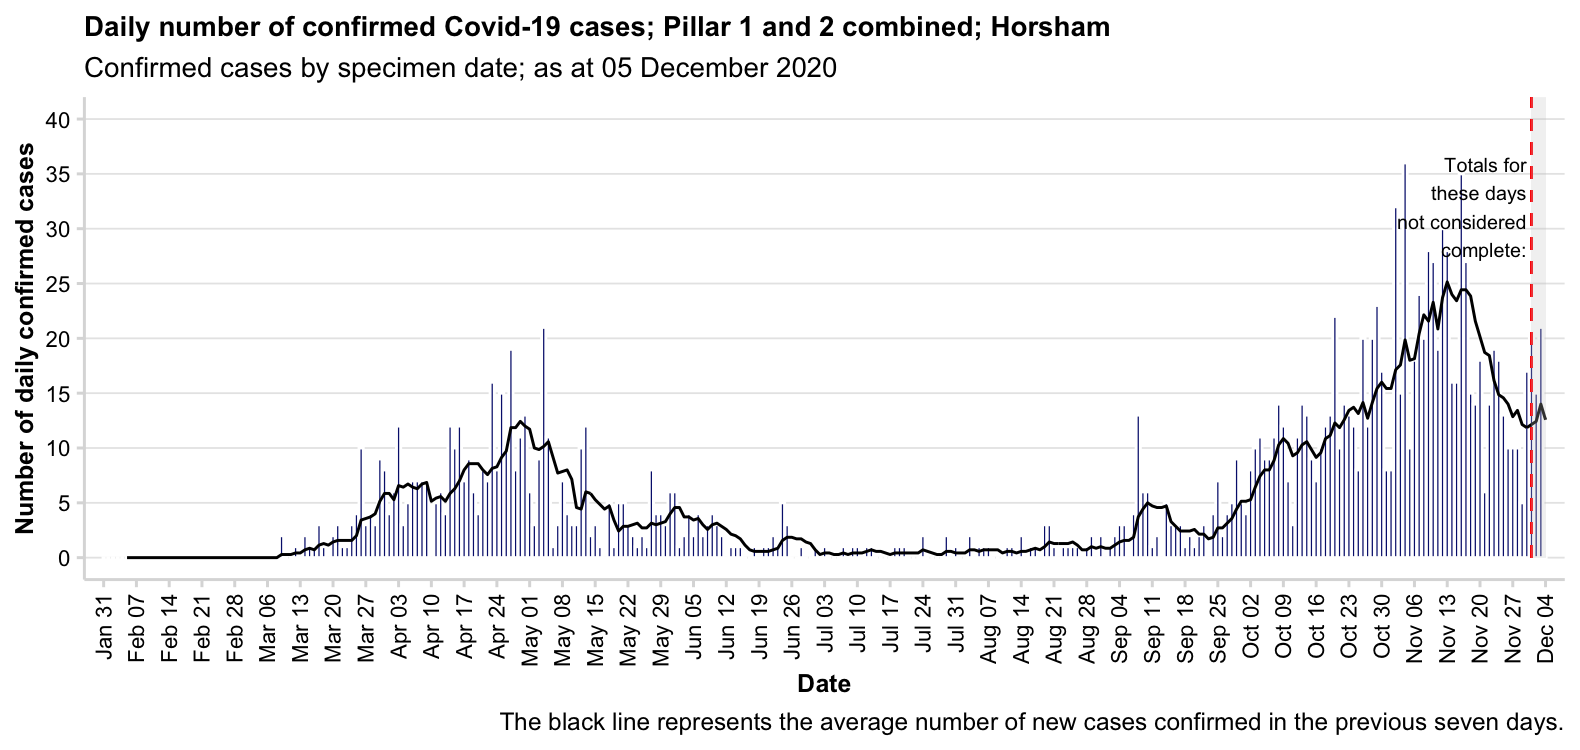 Daily number of confirmed Covid-19 cases; Pillar 1 and 2 combined; Horsham
Confirmed cases by specimen date; as at 05 December 2020
Number of daily confirmed cases
40
35
30
25
20
15
10
5
0
Totals for
these days
not considered
complete:
Jan 31
Feb 07
Feb 14
Feb 21
Feb 28
Mar 06
Mar 13
Mar 20
Mar 27
Apr 03
Apr 10
Apr 17
Apr 24
May 01
May 08
May 15
May 22
May 29
Jun 05
Jun 12
Jun 19
Jun 26
Jul 03
Jul 10
Jul 17
Jul 24
Jul 31
Aug 07
Aug 14
Aug 21
Aug 28
Sep 04
Sep 11
Sep 18
Sep 25
Oct 02
Oct 09
Oct 16
Oct 23
Oct 30
Nov 06
Nov 13
Nov 20
Nov 27
Dec 04
Date
The black line represents the average number of new cases confirmed in the previous seven days.